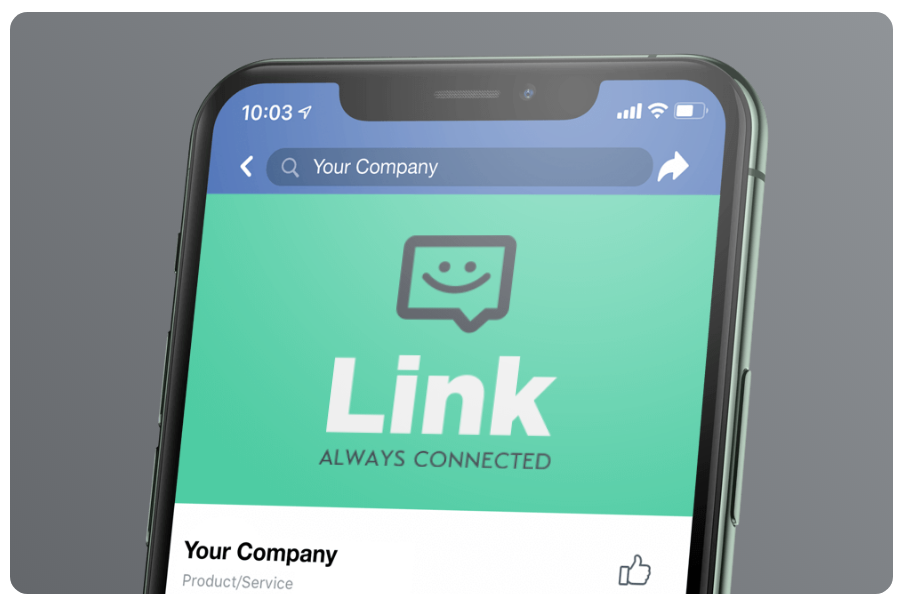 10:03
Your Company
Link
ALWAYS CONNECTED
Your Company
Product/Service